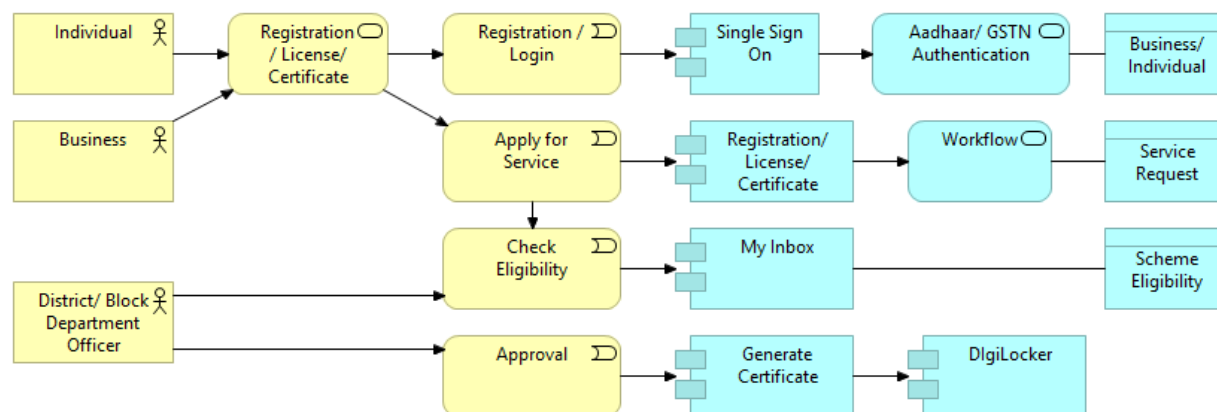 Individual
Registration
/ License/
Certificate
Registration /
Login
Single Sign
On
Aadhaar/ GSTN
Authentication
Business/
Individual
Business
Apply for
Service
Registration/
License/
Certificate
Workflow
Service
Request
Check
Eligibility
My Inbox
Scheme
Eligibility
District/ Block
Department
Officer
Approval
Generate
Certificate
DIgiLocker